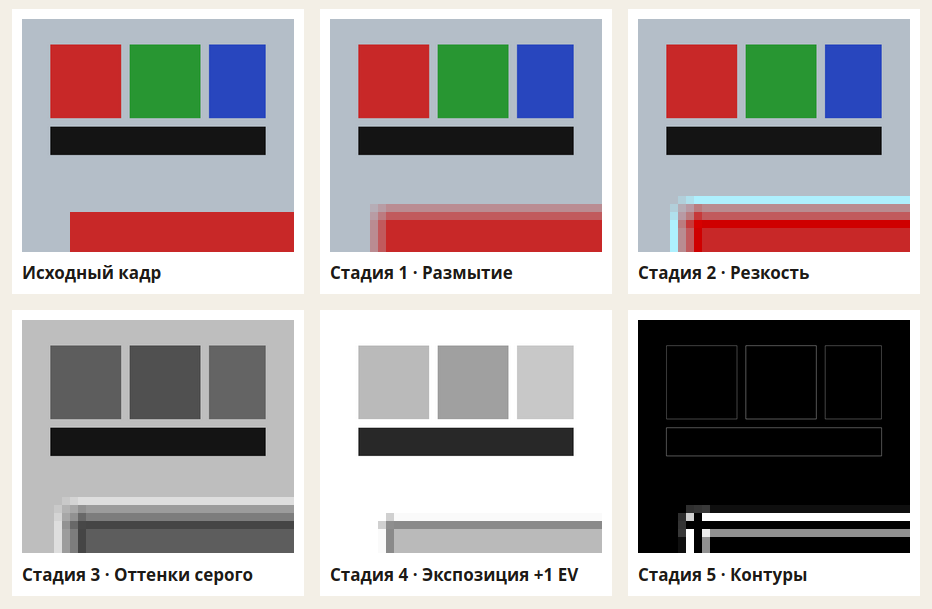 Исходный кадр
Стадия 1 · Размытие
Стадия 2 · Резкость
Стадия 3 · Оттенки серого
Стадия 4 · Экспозиция +1 EV
Стадия 5 · Контуры